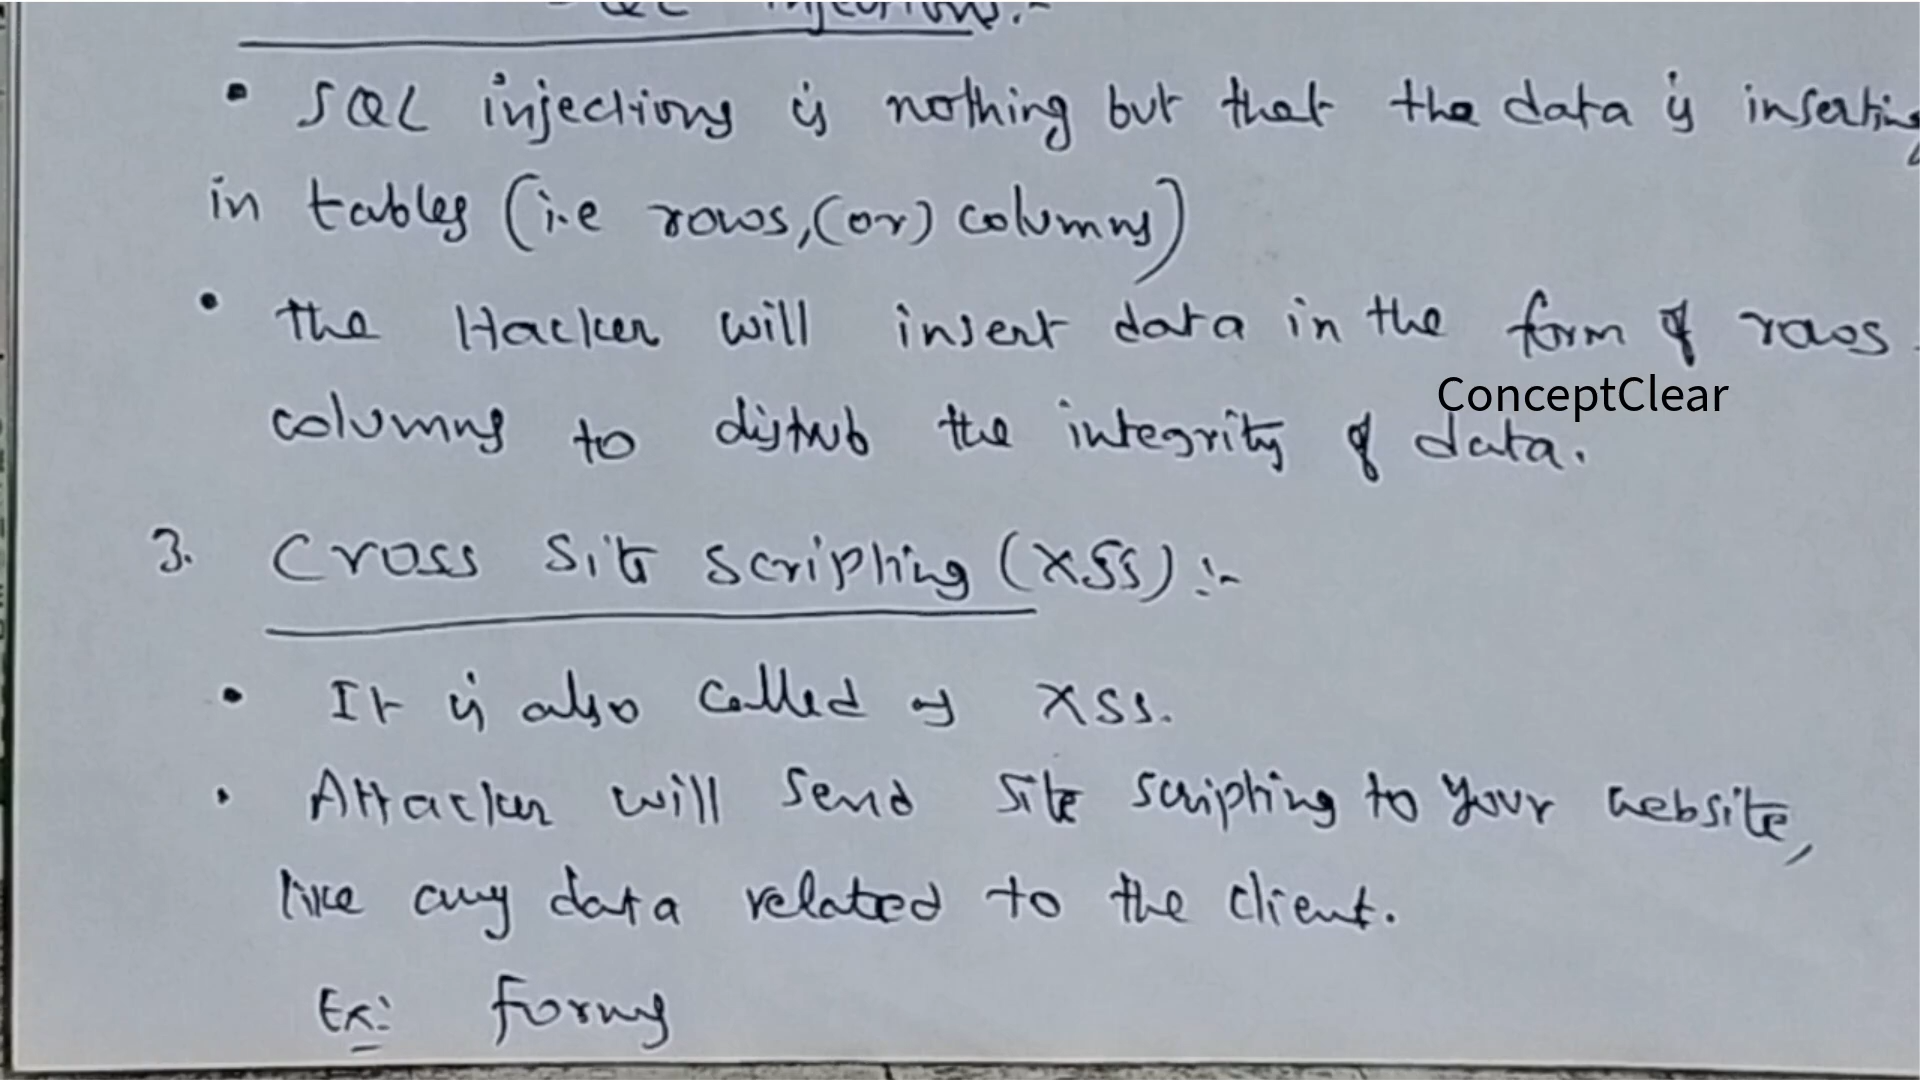 SQL injections:-
• SQL injections is nothing but that the data is inserting
in tables (i.e rows,(or) columns)
• the Hacker will insert data in the form of rows
ConceptClear
columns to distrub the integrity of data.
3. Cross Site Scripting (XSS):-
• It is also called as XSS.
• Attacker will send site scripting to your website,
like any data related to the client.
Ex: Forms